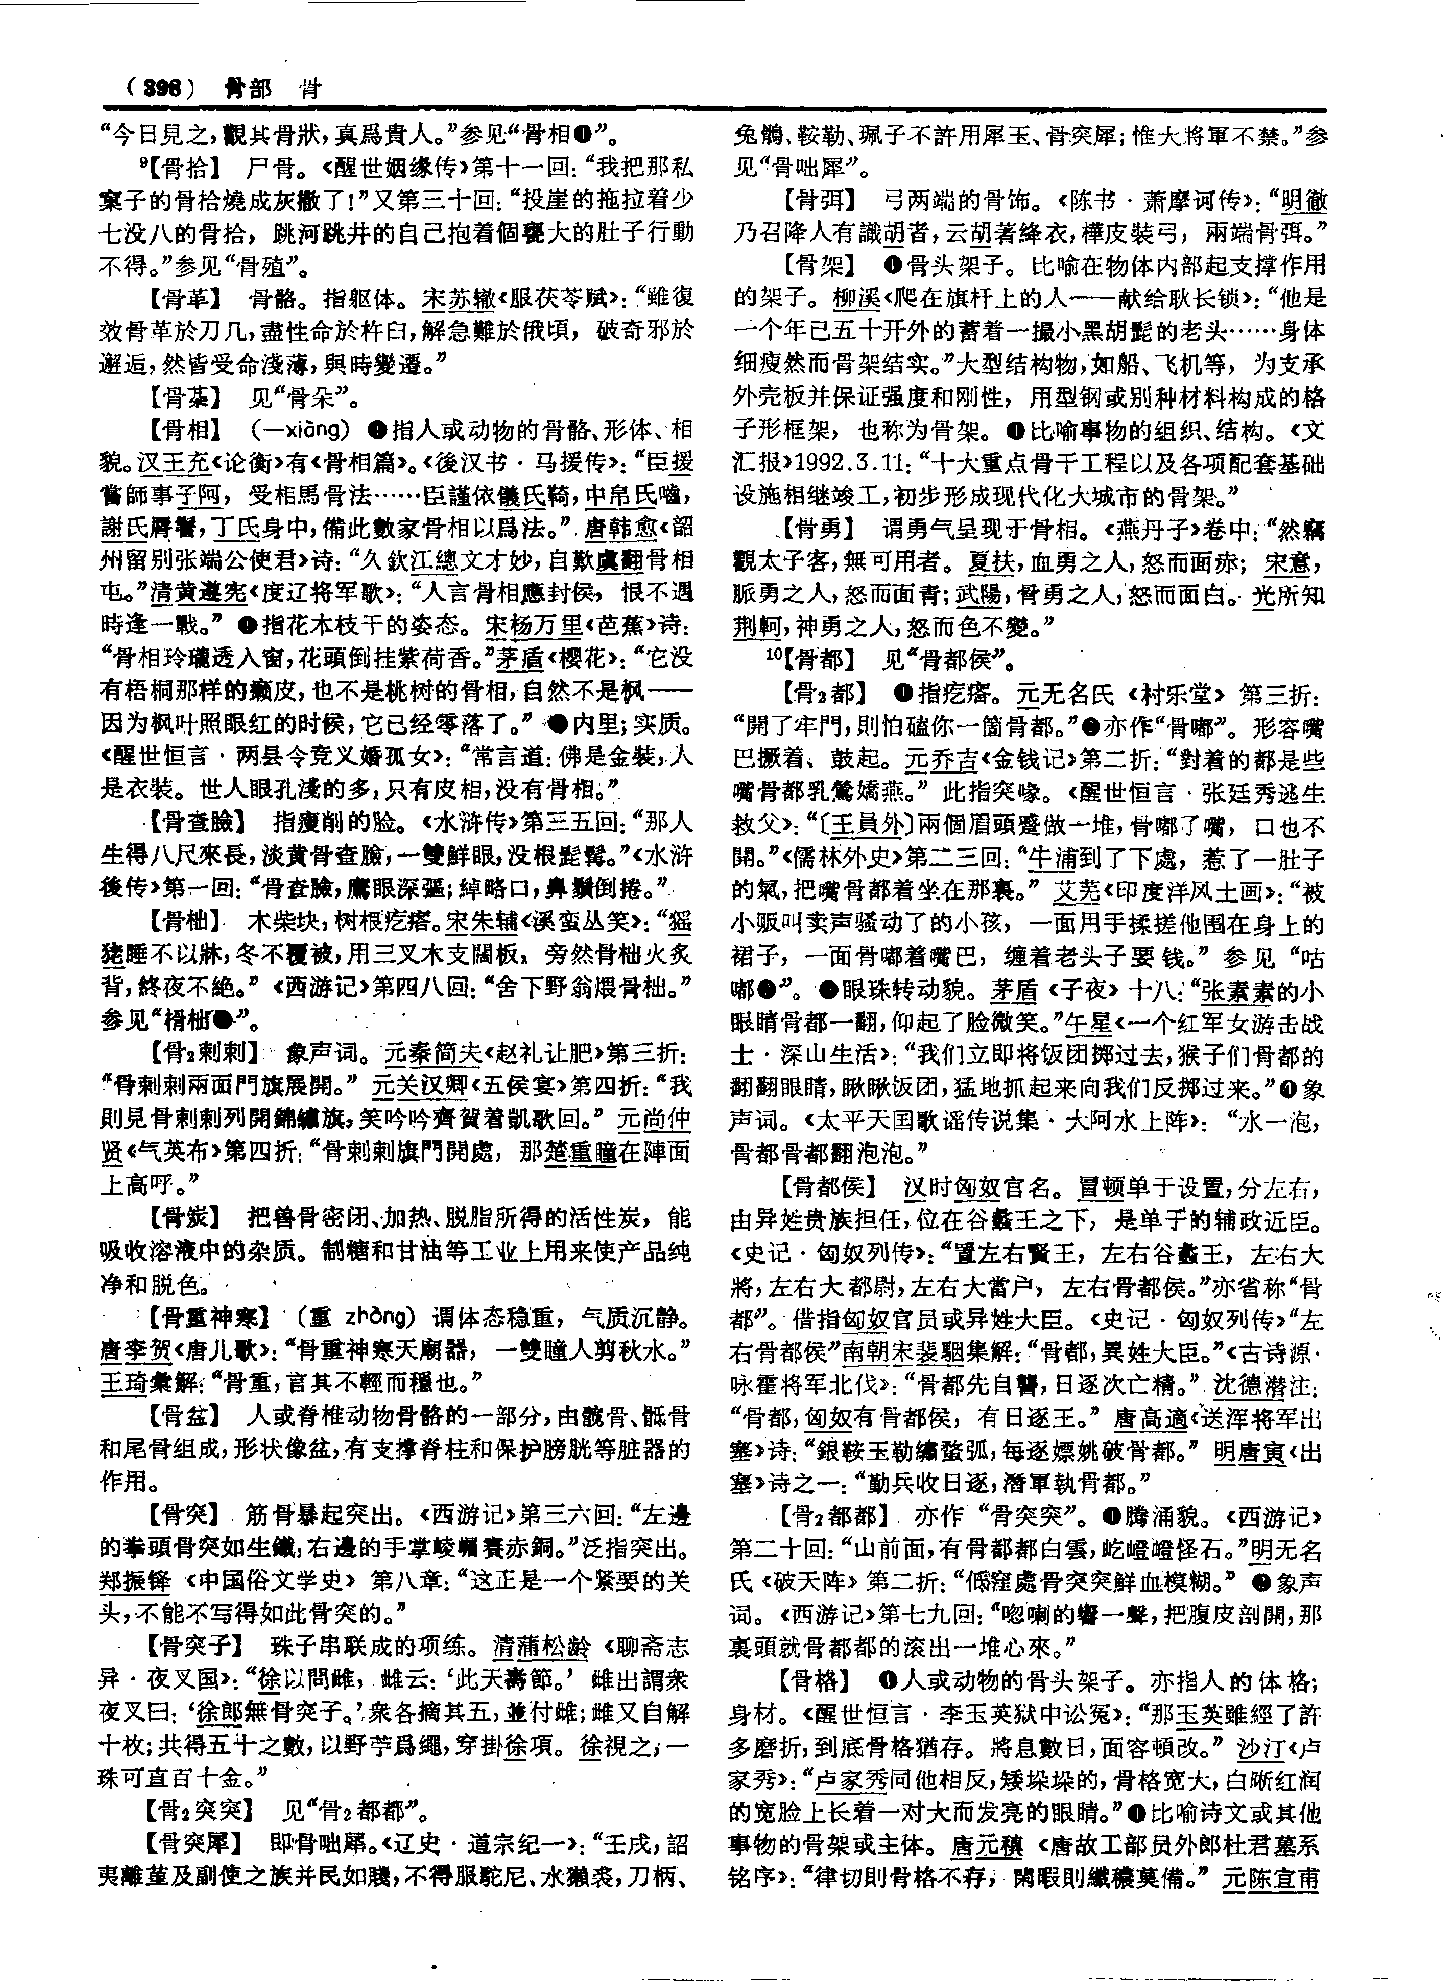 (396) 骨部 骨
“今日見之，觀其骨狀，真爲貴人。”参见“骨相❶”。
⁹【骨拾】 尸骨。《醒世姻缘传》第十一回：“我把那私
窠子的骨拾燒成灰撒了！”又第三十回：“投崖的拖拉着少
七没八的骨拾，跳河跳井的自己抱着個甕大的肚子行動
不得。”参见“骨殖”。
【骨革】 骨骼。指躯体。宋苏辙《服茯苓赋》：“雖復
效骨革於刀几，盡性命於杵臼，解急難於俄頃，破奇邪於
邂逅，然皆受命淺薄，與時變遷。”
【骨蕋】 见“骨朵”。
【骨相】 （—xiàng）❶指人或动物的骨骼、形体、相
貌。汉王充《论衡》有《骨相篇》。《後汉书·马援传》：“臣援
嘗師事子阿，受相馬骨法……臣謹依儀氏䩭，中帛氏口齒，
謝氏脣鬐，丁氏身中，備此數家骨相以爲法。”唐韩愈《韶
州留别张端公使君》诗：“久欽江總文才妙，自歎虞翻骨相
屯。”清黄遵宪《度辽将军歌》：“人言骨相應封侯，恨不遇
時逢一戰。”❷指花木枝干的姿态。宋杨万里《芭蕉》诗：
“骨相玲瓏透入窗，花頭倒挂紫荷香。”茅盾《樱花》：“它没
有梧桐那样的癞皮，也不是桃树的骨相，自然不是枫——
因为枫叶照眼红的时候，它已经零落了。”❸内里；实质。
《醒世恒言·两县令竞义婚孤女》：“常言道：佛是金裝，人
是衣裝。世人眼孔淺的多，只有皮相，没有骨相。”
【骨查臉】 指瘦削的脸。《水浒传》第三五回：“那人
生得八尺來長，淡黄骨查臉，一雙鮮眼，没根髭髯。”《水浒
後传》第一回：“骨查臉，鷹眼深䁖；綽略口，鼻鬚倒捲。”
【骨柮】 木柴块，树根疙瘩。宋朱辅《溪蛮丛笑》：“猺
獠睡不以牀，冬不覆被，用三叉木支闊板，旁然骨柮火炙
背，終夜不絶。”《西游记》第四八回：“舍下野翁煨骨柮。”
参见“榾柮❶”。
【骨₂剌剌】 象声词。元秦简夫《赵礼让肥》第三折：
“骨剌剌兩面門旗展開。”元关汉卿《五侯宴》第四折：“我
則見骨剌剌列開錦繡旗，笑吟吟齊賀着凱歌回。”元尚仲
贤《气英布》第四折：“骨剌剌旗門開處，那楚重瞳在陣面
上高呼。”
【骨炭】 把兽骨密闭、加热、脱脂所得的活性炭，能
吸收溶液中的杂质。制糖和甘油等工业上用来使产品纯
净和脱色。
【骨重神寒】（重 zhòng）谓体态稳重，气质沉静。
唐李贺《唐儿歌》：“骨重神寒天廟器，一雙瞳人剪秋水。”
王琦彙解：“骨重，言其不輕而穩也。”
【骨盆】 人或脊椎动物骨骼的一部分，由髋骨、骶骨
和尾骨组成，形状像盆，有支撑脊柱和保护膀胱等脏器的
作用。
【骨突】 筋骨暴起突出。《西游记》第三六回：“左邊
的拳頭骨突如生鐵，右邊的手掌崚嶒賽赤銅。”泛指突出。
郑振铎《中国俗文学史》第八章：“这正是一个紧要的关
头，不能不写得如此骨突的。”
【骨突子】 珠子串联成的项练。清蒲松龄《聊斋志
异·夜叉国》：“徐以問雌，雌云：‘此天壽節。’雌出謂衆
夜叉曰：‘徐郎無骨突子。’衆各摘其五，並付雌；雌又自解
十枚；共得五十之數，以野苧爲繩，穿掛徐項。徐視之，一
珠可直百十金。”
【骨₂突突】 见“骨₂都都”。
【骨突犀】 即骨咄犀。《辽史·道宗纪一》：“壬戌，詔
夷離堇及副使之族并民如賤，不得服駝尼、水獺裘，刀柄、
兔鶻、鞍勒、珮子不許用犀玉、骨突犀；惟大將軍不禁。”参
见“骨咄犀”。
【骨弭】 弓两端的骨饰。《陈书·萧摩诃传》：“明徹
乃召降人有識胡者，云胡著絳衣，樺皮裝弓，兩端骨弭。”
【骨架】 ❶骨头架子。比喻在物体内部起支撑作用
的架子。柳溪《爬在旗杆上的人——献给耿长锁》：“他是
一个年已五十开外的蓄着一撮小黑胡髭的老头……身体
细瘦然而骨架结实。”大型结构物，如船、飞机等，为支承
外壳板并保证强度和刚性，用型钢或别种材料构成的格
子形框架，也称为骨架。❷比喻事物的组织、结构。《文
汇报》1992.3.11：“十大重点骨干工程以及各项配套基础
设施相继竣工，初步形成现代化大城市的骨架。”
【骨勇】 谓勇气呈现于骨相。《燕丹子》卷中：“然竊
觀太子客，無可用者。夏扶，血勇之人，怒而面赤；宋意，
脈勇之人，怒而面青；武陽，骨勇之人，怒而面白。光所知
荆軻，神勇之人，怒而色不變。”
¹⁰【骨都】 见“骨都侯”。
【骨₂都】 ❶指疙瘩。元无名氏《村乐堂》第三折：
“開了牢門，則怕磕你一箇骨都。”❷亦作“骨嘟”。形容嘴
巴撅着、鼓起。元乔吉《金钱记》第二折：“對着的都是些
嘴骨都乳鶯嬌燕。”此指突喙。《醒世恒言·张廷秀逃生
救父》：“〔王員外〕兩個眉頭蹙做一堆，骨嘟了嘴，口也不
開。”《儒林外史》第二三回：“牛浦到了下處，惹了一肚子
的氣，把嘴骨都着坐在那裏。”艾芜《印度洋风土画》：“被
小贩叫卖声骚动了的小孩，一面用手揉搓他围在身上的
裙子，一面骨嘟着嘴巴，缠着老头子要钱。”参见“咕
嘟❷”。❸眼珠转动貌。茅盾《子夜》十八：“张素素的小
眼睛骨都一翻，仰起了脸微笑。”午星《一个红军女游击战
士·深山生活》：“我们立即将饭团掷过去，猴子们骨都的
翻翻眼睛，瞅瞅饭团，猛地抓起来向我们反掷过来。”❹象
声词。《太平天国歌谣传说集·大阿水上阵》：“水一泡，
骨都骨都翻泡泡。”
【骨都侯】 汉时匈奴官名。冒顿单于设置，分左右，
由异姓贵族担任，位在谷蠡王之下，是单于的辅政近臣。
《史记·匈奴列传》：“置左右賢王，左右谷蠡王，左右大
將，左右大都尉，左右大當户，左右骨都侯。”亦省称“骨
都”。借指匈奴官员或异姓大臣。《史记·匈奴列传》“左
右骨都侯”南朝宋裴駰集解：“骨都，異姓大臣。”《古诗源·
咏霍将军北伐》：“骨都先自讋，日逐次亡精。”沈德潜注：
“骨都，匈奴有骨都侯，有日逐王。”唐高適《送浑将军出
塞》诗：“銀鞍玉勒繡蝥弧，每逐嫖姚破骨都。”明唐寅《出
塞》诗之一：“勤兵收日逐，潛軍執骨都。”
【骨₂都都】 亦作“骨突突”。❶腾涌貌。《西游记》
第二十回：“山前面，有骨都都白雲，屹嶝嶝怪石。”明无名
氏《破天阵》第二折：“低窪處骨突突鮮血模糊。”❷象声
词。《西游记》第七九回：“唿喇的響一聲，把腹皮剖開，那
裏頭就骨都都的滚出一堆心來。”
【骨格】 ❶人或动物的骨头架子。亦指人的体格；
身材。《醒世恒言·李玉英狱中讼冤》：“那玉英雖經了許
多磨折，到底骨格猶存。將息數日，面容頓改。”沙汀《卢
家秀》：“卢家秀同他相反，矮垛垛的，骨格宽大，白晰红润
的宽脸上长着一对大而发亮的眼睛。”❷比喻诗文或其他
事物的骨架或主体。唐元稹《唐故工部员外郎杜君墓系
铭序》：“律切則骨格不存，閑暇則纖穠莫備。”元陈宜甫